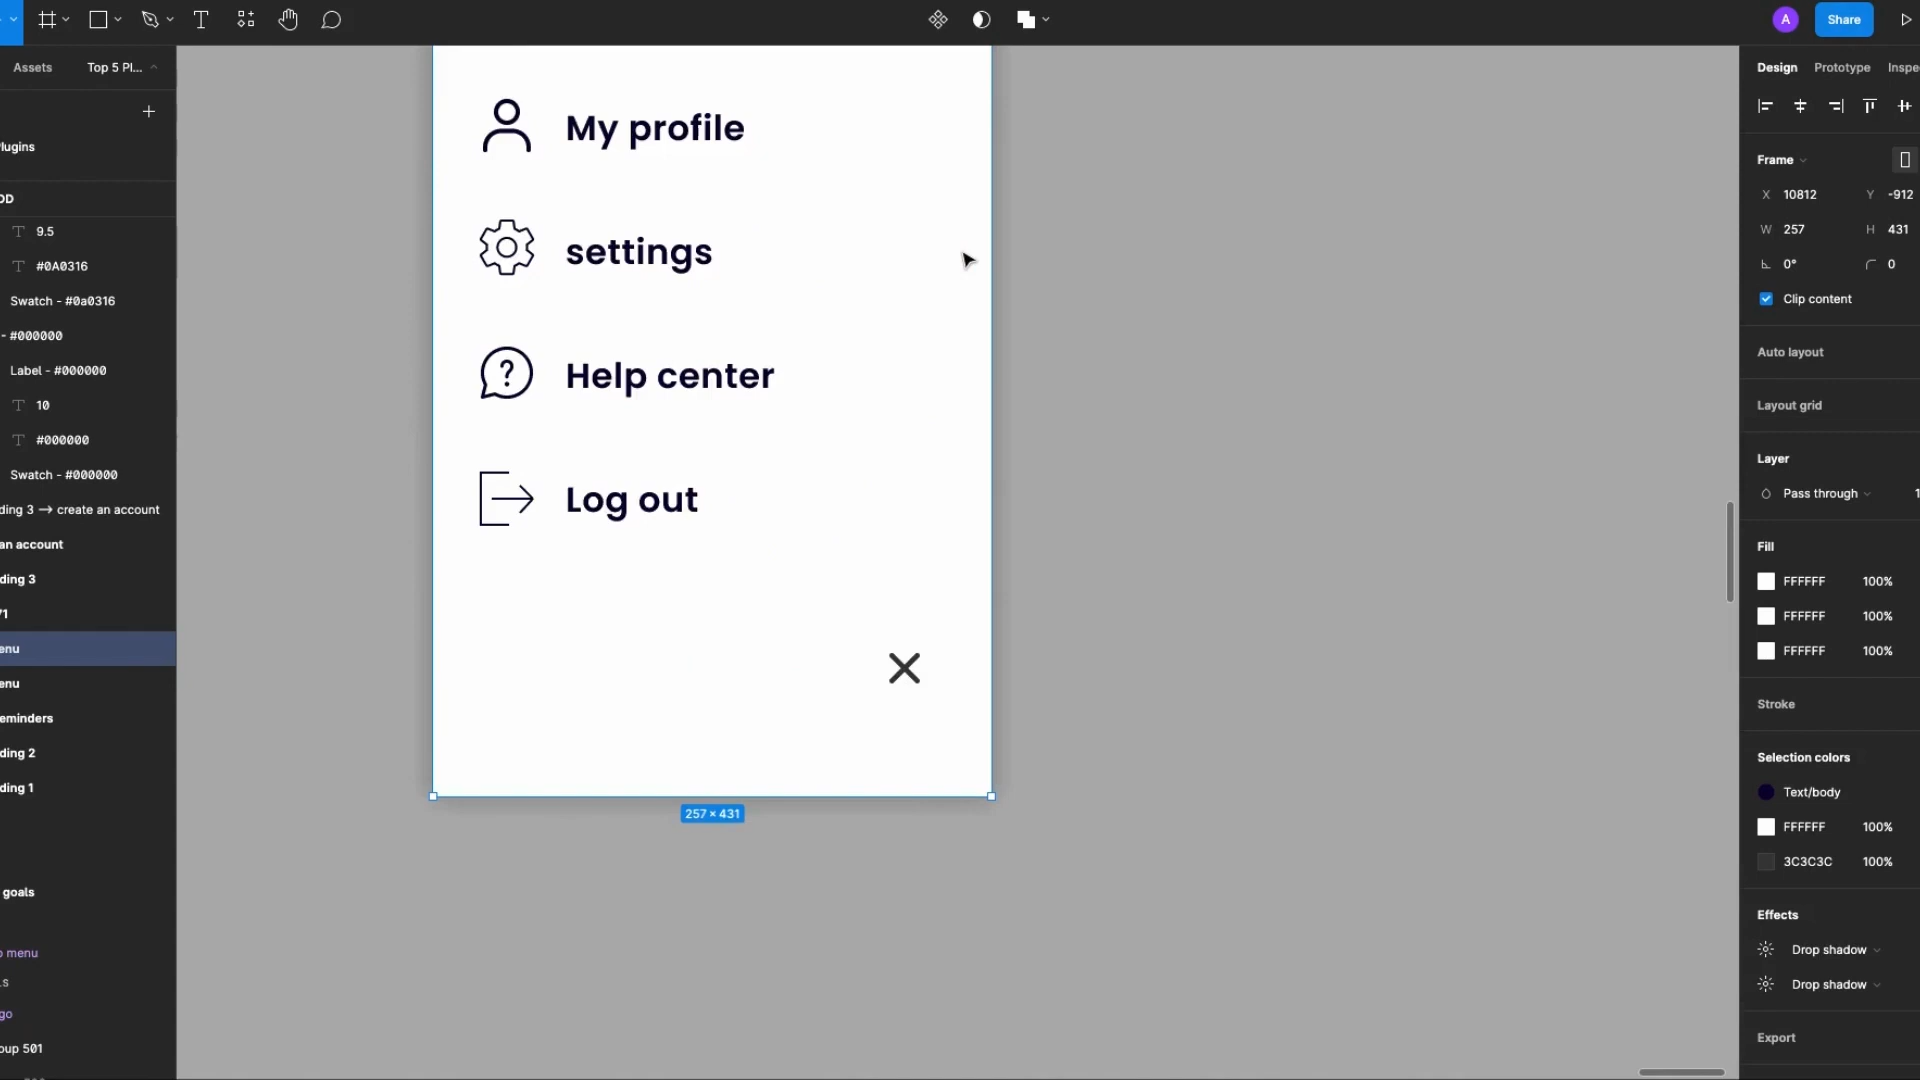 A
Share
Assets
Top 5 Pl...
Design
Prototype
Inspe
lugins
My profile
Frame
X 10812
Y -912
W 257
H 431
0°
0
Clip content
9.5
#0A0316
settings
Swatch - #0a0316
- #000000
Auto layout
Label - #000000
Help center
10
Layout grid
#000000
Swatch - #000000
Layer
Pass through
1
ding 3 → create an account
Log out
an account
Fill
FFFFFF 100%
ding 3
FFFFFF 100%
enu
FFFFFF 100%
enu
eminders
Stroke
ding 2
Selection colors
ding 1
Text/body
257 × 431
FFFFFF 100%
3C3C3C 100%
goals
Effects
menu
Drop shadow
Drop shadow
go
Export
oup 501